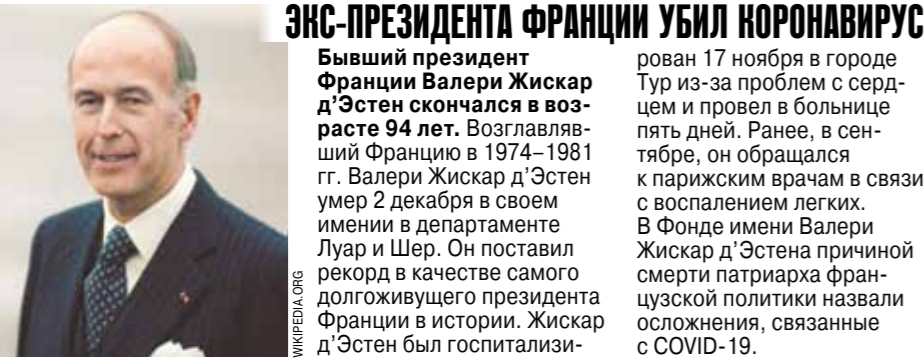 ЭКС-ПРЕЗИДЕНТА ФРАНЦИИ УБИЛ КОРОНАВИРУС
Бывший президент
Франции Валери Жискар
д’Эстен скончался в воз-
расте 94 лет. Возглавляв-
ший Францию в 1974–1981
гг. Валери Жискар д’Эстен
умер 2 декабря в своем
имении в департаменте
Луар и Шер. Он поставил
рекорд в качестве самого
долгоживущего президента
Франции в истории. Жискар
д’Эстен был госпитализи-
рован 17 ноября в городе
Тур из-за проблем с серд-
цем и провел в больнице
пять дней. Ранее, в сен-
тябре, он обращался
к парижским врачам в связи
с воспалением легких.
В Фонде имени Валери
Жискар д’Эстена причиной
смерти патриарха фран-
цузской политики назвали
осложнения, связанные
с COVID-19.
WIKIPEDIA.ORG